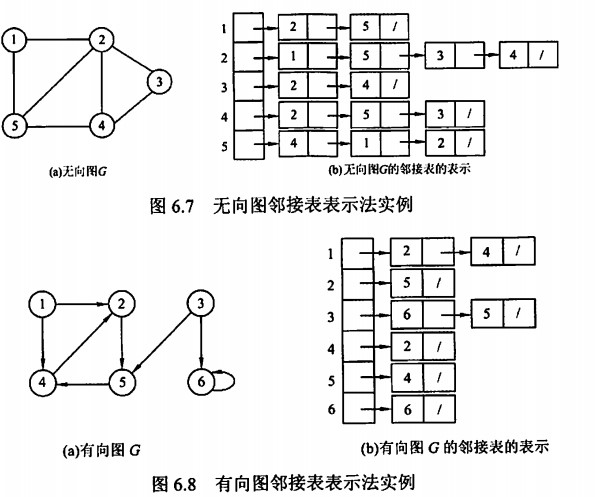 1 2 3 5 4
1 2 5 /
2 1 5 3 4 /
3 2 4 /
4 2 5 3 /
5 4 1 2 /
(a)无向图G (b)无向图G的邻接表的表示
图 6.7 无向图邻接表表示法实例
1 2 3 4 5 6
1 2 4 /
2 5 /
3 6 5 /
4 2 /
5 4 /
6 6 /
(a)有向图 G (b)有向图 G 的邻接表的表示
图 6.8 有向图邻接表表示法实例